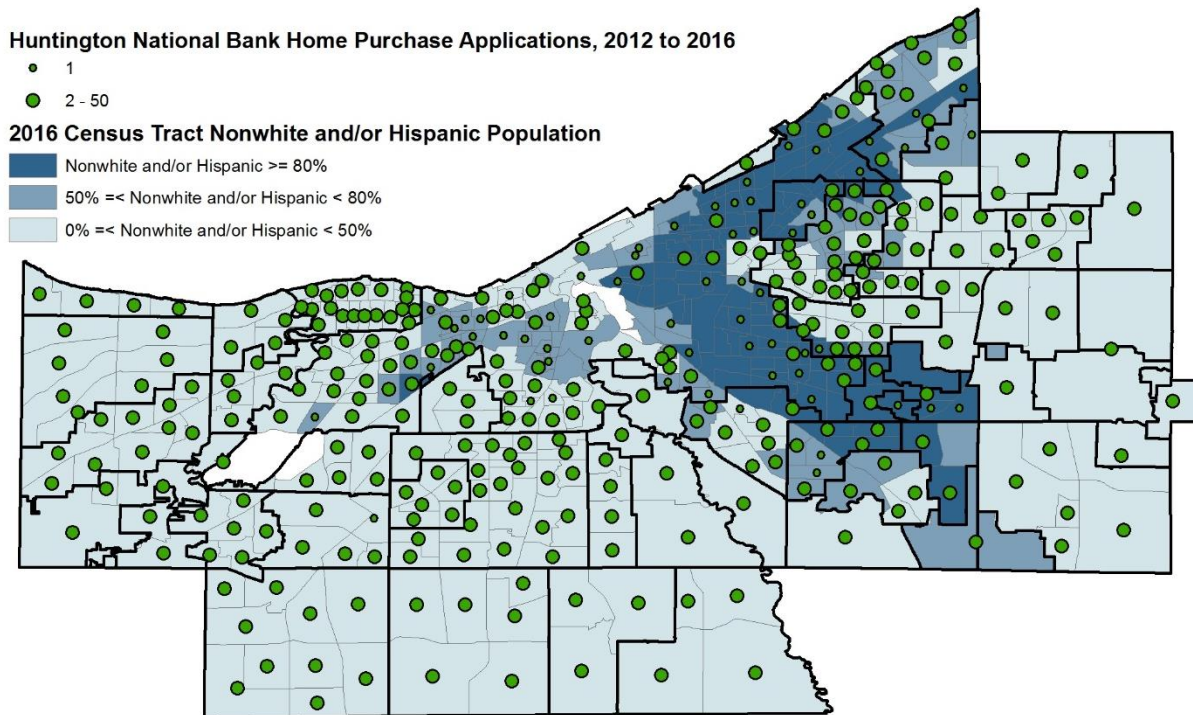 Huntington National Bank Home Purchase Applications, 2012 to 2016
1
2 - 50
2016 Census Tract Nonwhite and/or Hispanic Population
Nonwhite and/or Hispanic >= 80%
50% =< Nonwhite and/or Hispanic < 80%
0% =< Nonwhite and/or Hispanic < 50%